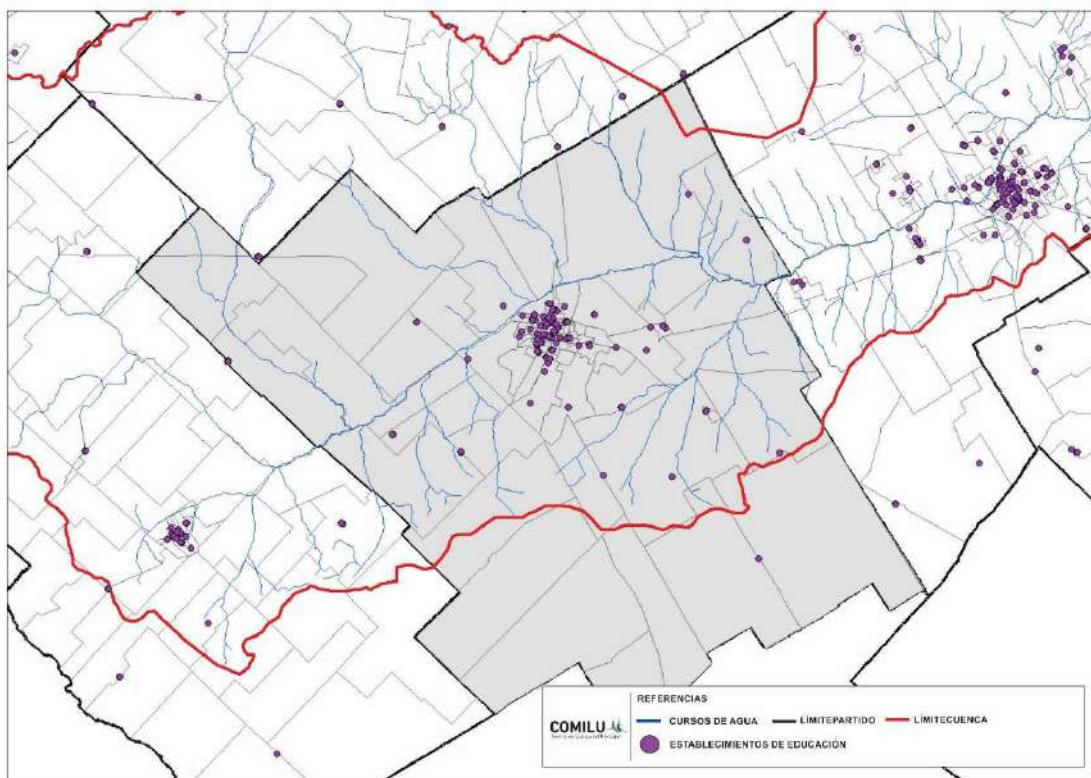 REFERENCIAS
COMILU
CURSOS DE AGUA LÍMITEPARTIDO LÍMITECUENCA
ESTABLECIMIENTOS DE EDUCACIÓN